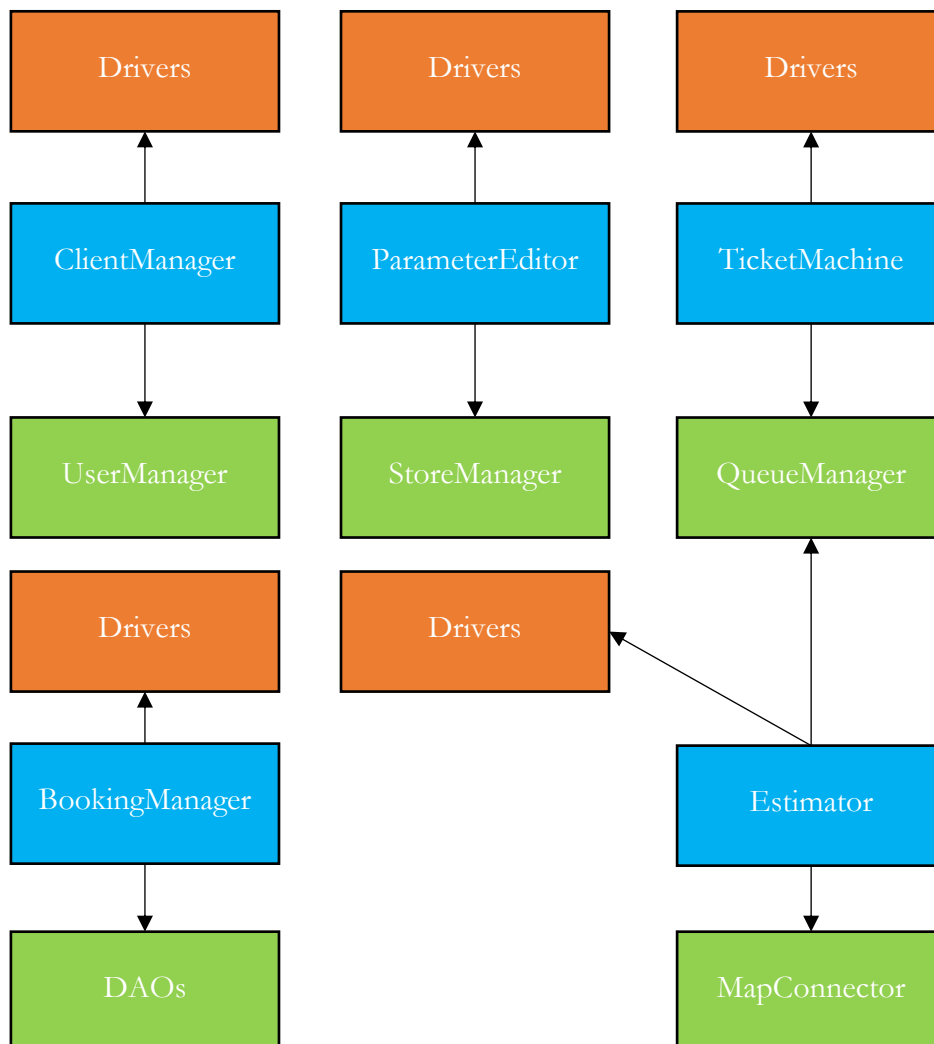 Drivers
Drivers
Drivers
ClientManager
ParameterEditor
TicketMachine
UserManager
StoreManager
QueueManager
Drivers
Drivers
BookingManager
Estimator
DAOs
MapConnector